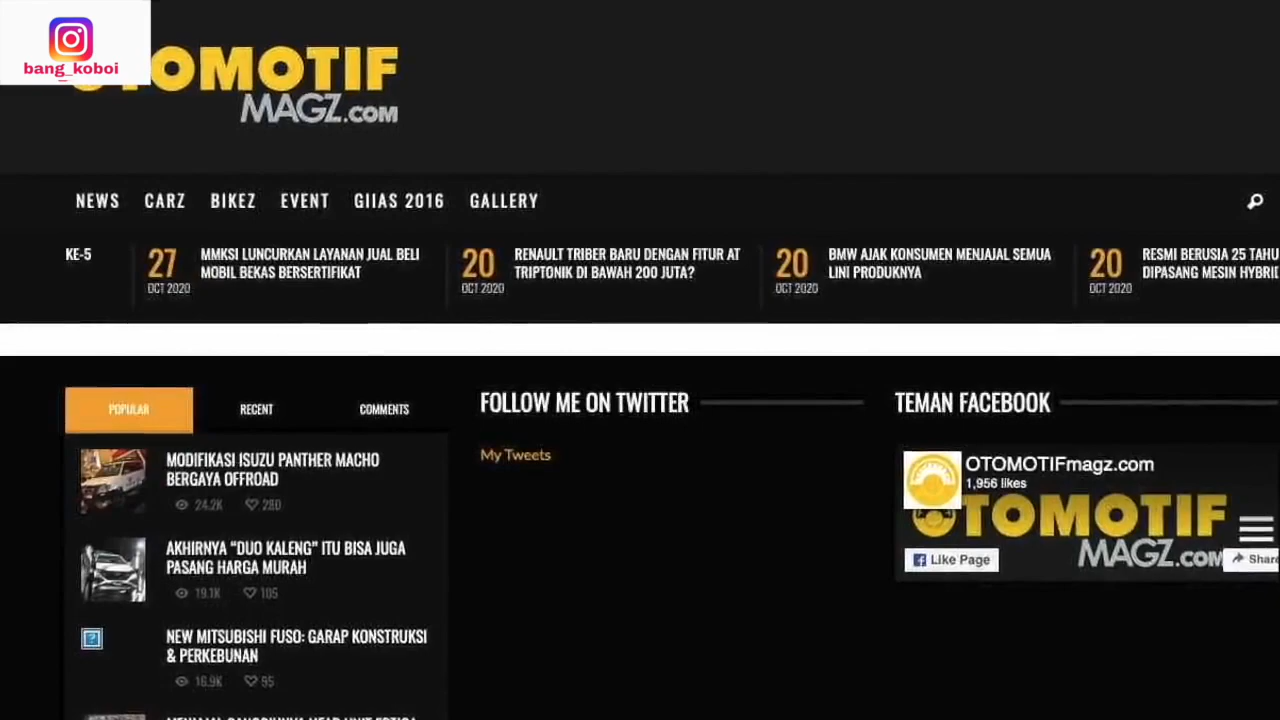 bang_koboi
OTOMOTIF
MAGZ.COM
NEWS CARZ BIKEZ EVENT GIIAS 2016 GALLERY
KE-5
27
OCT 2020
MMKSI LUNCURKAN LAYANAN JUAL BELI
MOBIL BEKAS BERSERTIFIKAT
20
OCT 2020
RENAULT TRIBER BARU DENGAN FITUR AT
TRIPTONIK DI BAWAH 200 JUTA?
20
OCT 2020
BMW AJAK KONSUMEN MENJAJAL SEMUA
LINI PRODUKNYA
20
OCT 2020
RESMI BERUSIA 25 TAHU
DIPASANG MESIN HYBRID
POPULAR RECENT COMMENTS
MODIFIKASI ISUZU PANTHER MACHO
BERGAYA OFFROAD
24.2K 280
AKHIRNYA “DUO KALENG” ITU BISA JUGA
PASANG HARGA MURAH
19.1K 105
NEW MITSUBISHI FUSO: GARAP KONSTRUKSI
& PERKEBUNAN
16.9K 95
FOLLOW ME ON TWITTER
My Tweets
TEMAN FACEBOOK
OTOMOTIFmagz.com
1,956 likes
OTOMOTIF
MAGZ.COM
Like Page
Share